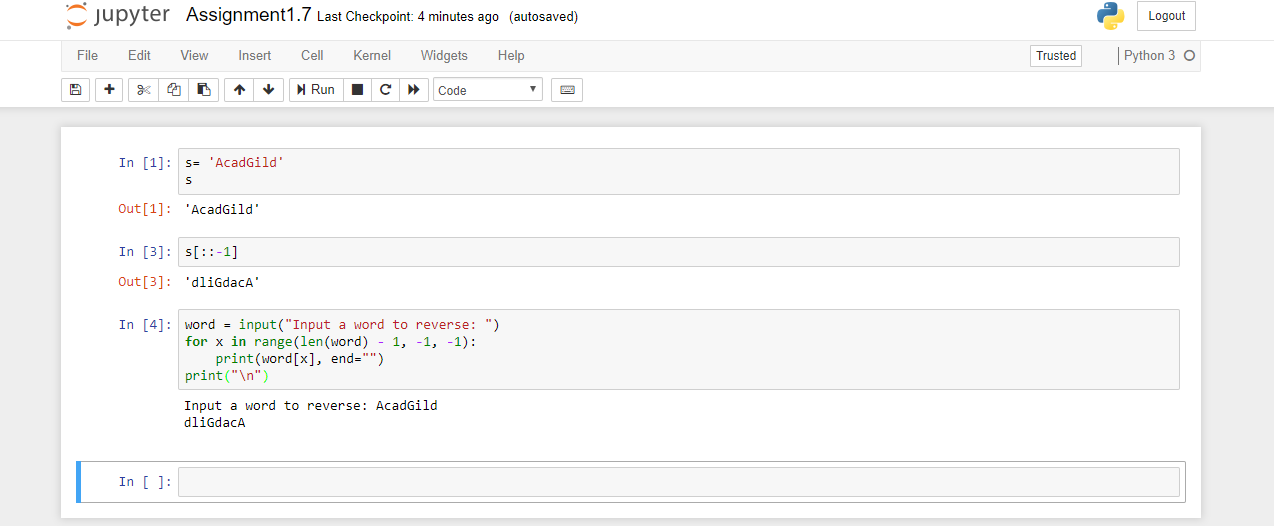 jupyter Assignment1.7 Last Checkpoint: 4 minutes ago (autosaved) Logout
File Edit View Insert Cell Kernel Widgets Help Trusted Python 3
Run Code
In [1]: s= 'AcadGild'
s
Out[1]: 'AcadGild'
In [3]: s[::-1]
Out[3]: 'dliGdacA'
In [4]: word = input("Input a word to reverse: ")
for x in range(len(word) - 1, -1, -1):
    print(word[x], end="")
print("\n")
Input a word to reverse: AcadGild
dliGdacA
In [ ]: